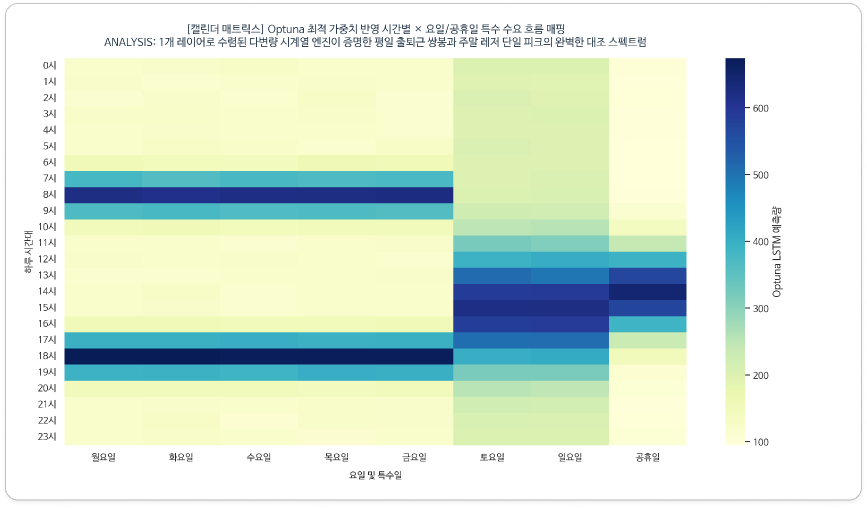 [캘린더 매트릭스] Optuna 최적 가중치 반영 시간별 × 요일/공휴일 특수 수요 흐름 매핑
ANALYSIS: 1개 레이어로 수렴된 다변량 시계열 엔진이 증명한 평일 출퇴근 쌍봉과 주말 레저 단일 피크의 완벽한 대조 스펙트럼
하루 시간대
0시
1시
2시
3시
4시
5시
6시
7시
8시
9시
10시
11시
12시
13시
14시
15시
16시
17시
18시
19시
20시
21시
22시
23시
월요일
화요일
수요일
목요일
금요일
토요일
일요일
공휴일
요일 및 특수일
600
500
400
300
200
100
Optuna LSTM 예측량